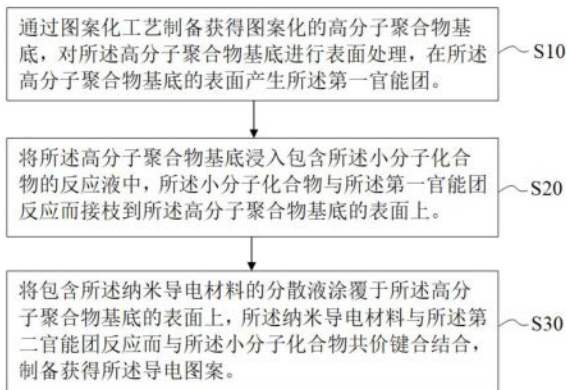 通过图案化工艺制备获得图案化的高分子聚合物基
底，对所述高分子聚合物基底进行表面处理，在所述
高分子聚合物基底的表面产生所述第一官能团。
S10
将所述高分子聚合物基底浸入包含所述小分子化合
物的反应液中，所述小分子化合物与所述第一官能团
反应而接枝到所述高分子聚合物基底的表面上。
S20
将包含所述纳米导电材料的分散液涂覆于所述高分
子聚合物基底的表面上，所述纳米导电材料与所述第
二官能团反应而与所述小分子化合物共价键合结合，
制备获得所述导电图案。
S30